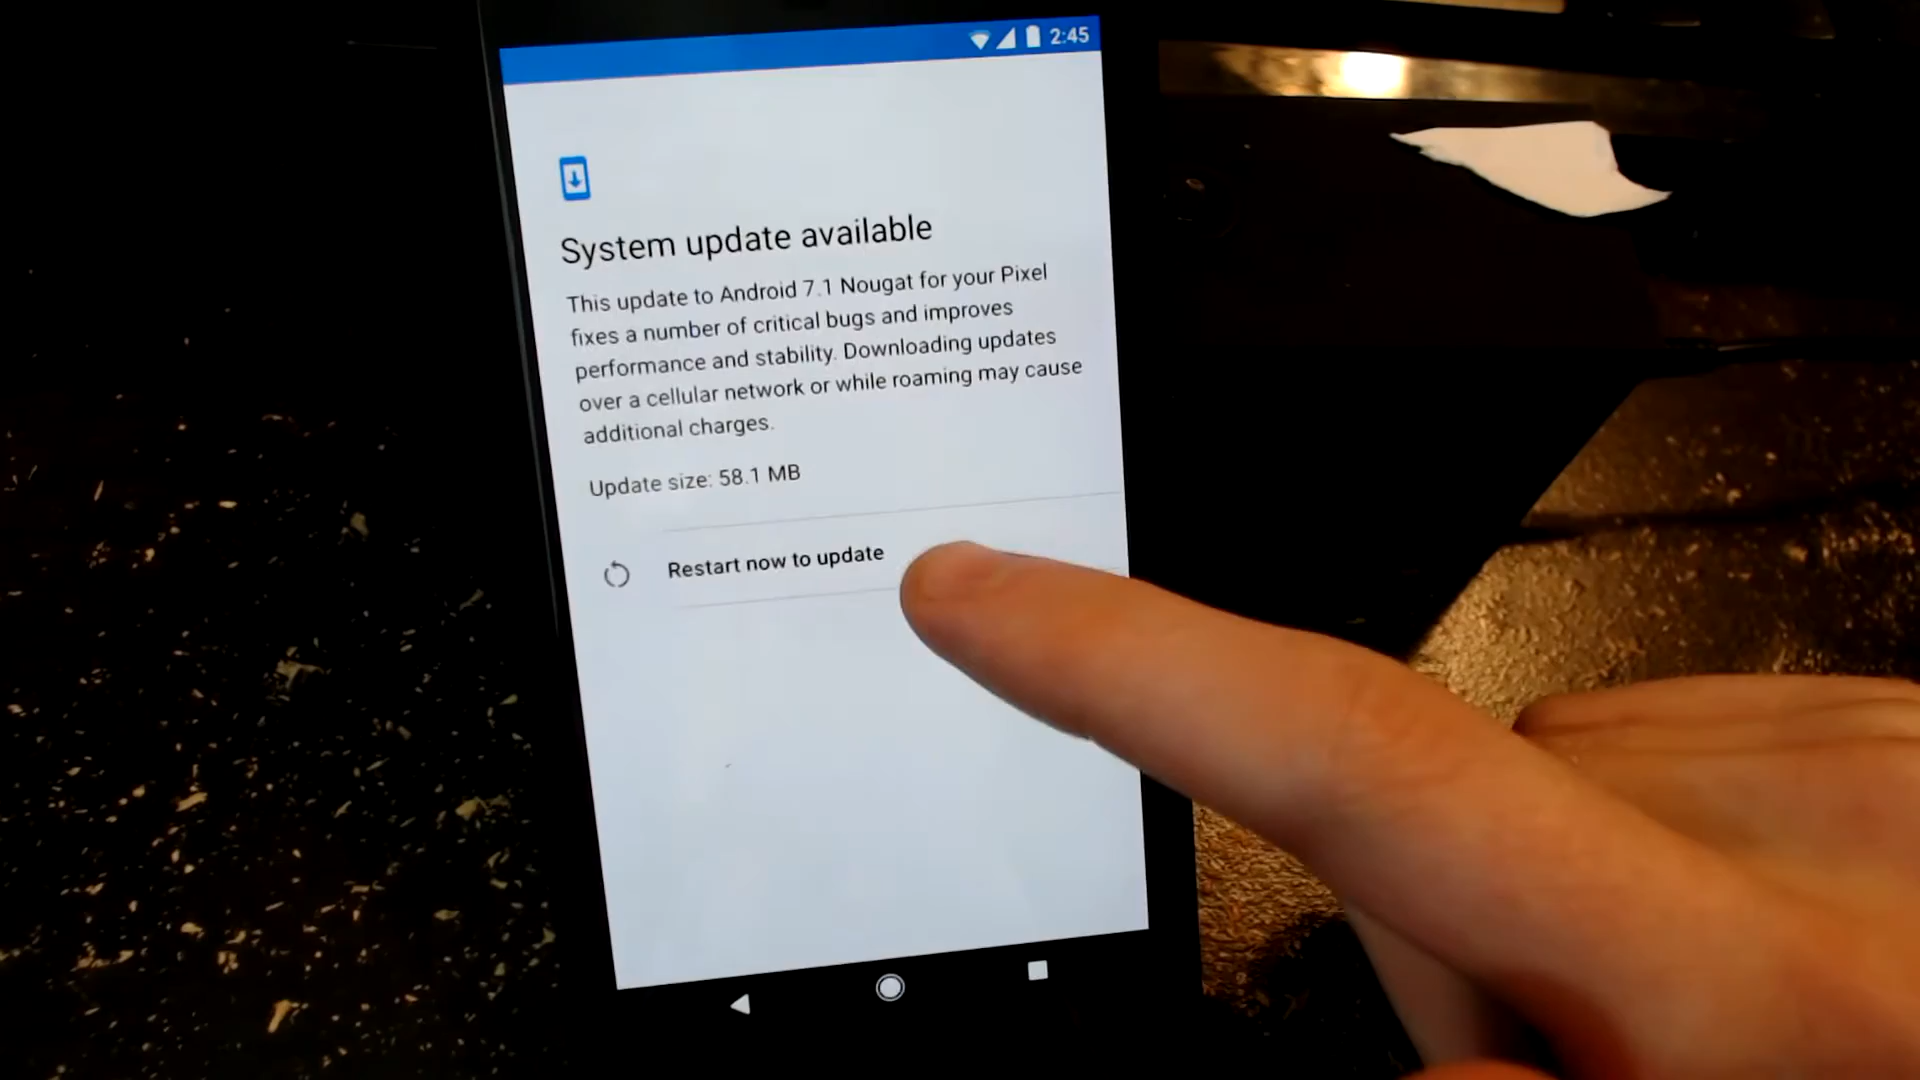 2:45
System update available
This update to Android 7.1 Nougat for your Pixel
fixes a number of critical bugs and improves
performance and stability. Downloading updates
over a cellular network or while roaming may cause
additional charges.
Update size: 58.1 MB
Restart now to update